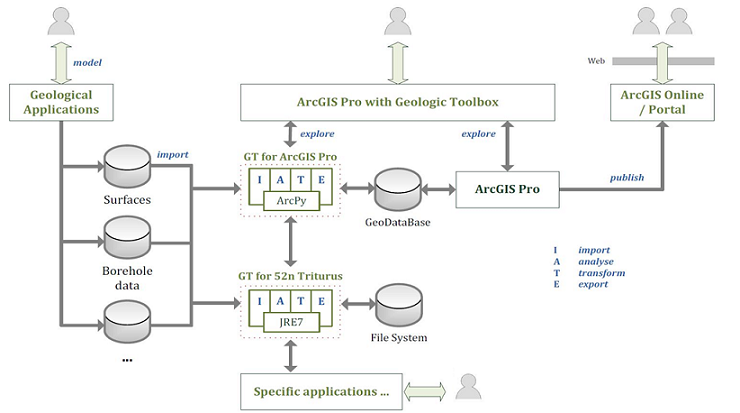 model
Web
Geological
Applications
ArcGIS Pro with Geologic Toolbox
ArcGIS Online
/ Portal
explore
explore
import
GT for ArcGIS Pro
I A T E
ArcPy
Surfaces
GeoDataBase
ArcGIS Pro
publish
Borehole
data
I import
A analyse
T transform
E export
GT for 52n Triturus
I A T E
JRE7
File System
...
Specific applications ...